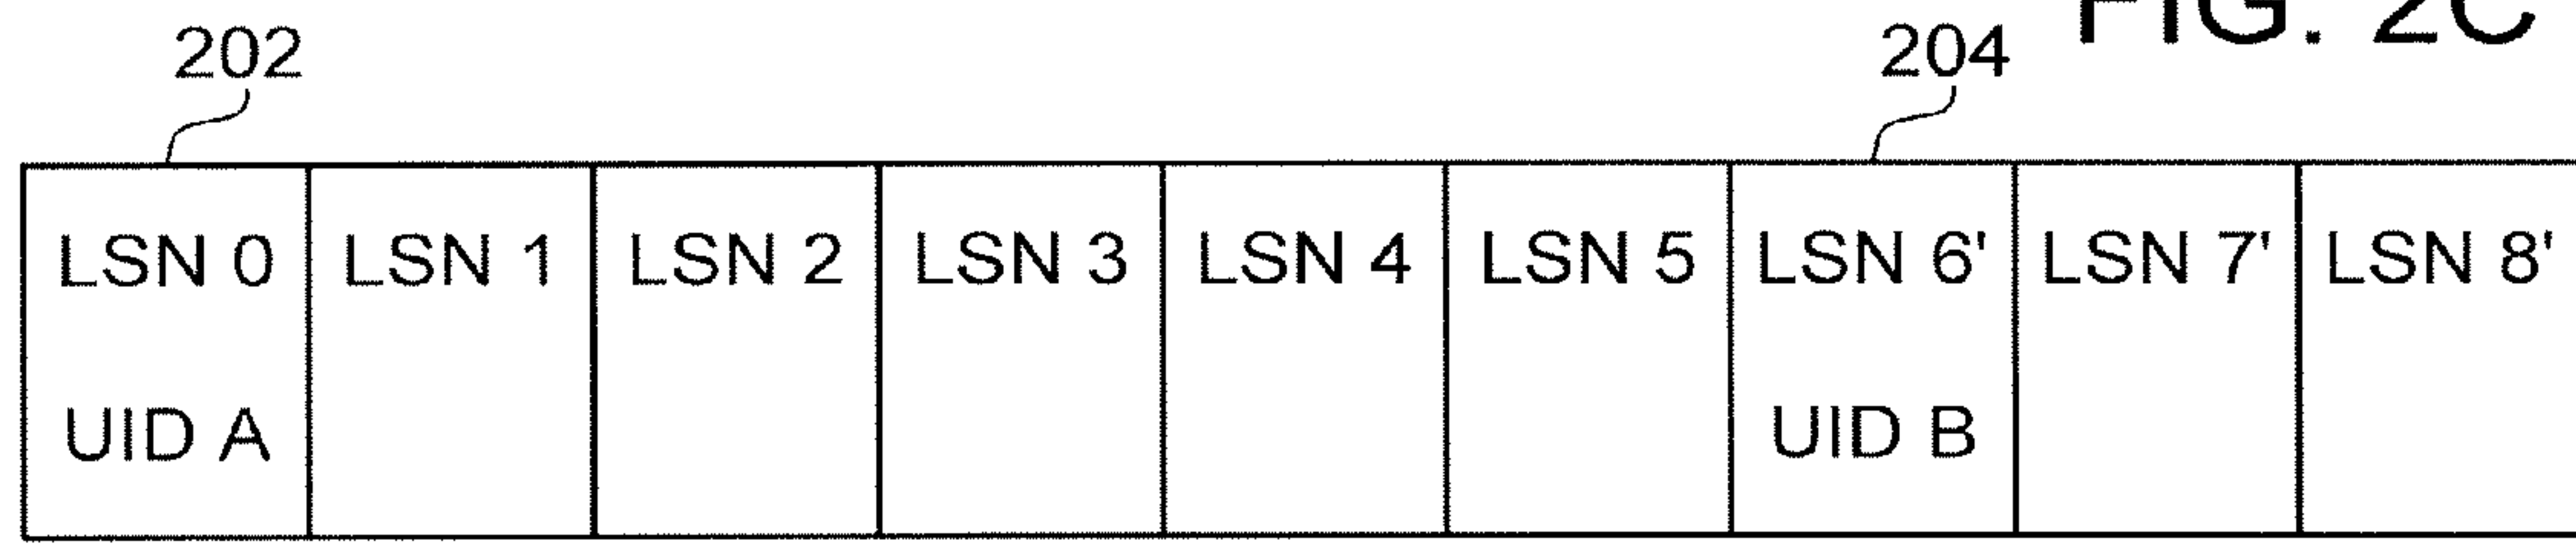 FIG. 2C
202 204
LSN 0 LSN 1 LSN 2 LSN 3 LSN 4 LSN 5 LSN 6' LSN 7' LSN 8'
UID A UID B